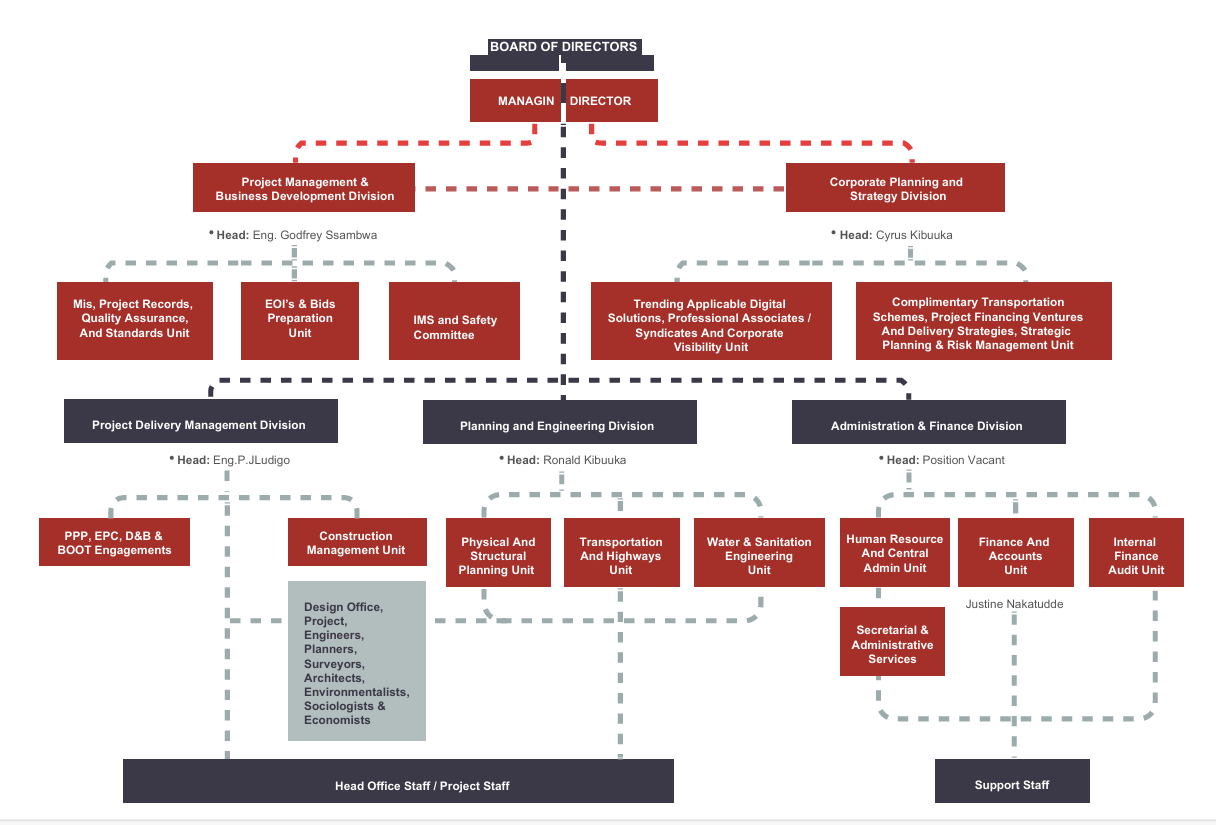 BOARD OF DIRECTORS
MANAGIN DIRECTOR
Project Management &
Business Development Division
Corporate Planning and
Strategy Division
• Head: Eng. Godfrey Ssambwa
• Head: Cyrus Kibuuka
Mis, Project Records,
Quality Assurance,
And Standards Unit
EOI's & Bids
Preparation
Unit
IMS and Safety
Committee
Trending Applicable Digital
Solutions, Professional Associates /
Syndicates And Corporate
Visibility Unit
Complimentary Transportation
Schemes, Project Financing Ventures
And Delivery Strategies, Strategic
Planning & Risk Management Unit
Project Delivery Management Division
Planning and Engineering Division
Administration & Finance Division
• Head: Eng.P.JLudigo
• Head: Ronald Kibuuka
• Head: Position Vacant
PPP, EPC, D&B &
BOOT Engagements
Construction
Management Unit
Physical And
Structural
Planning Unit
Transportation
And Highways
Unit
Water & Sanitation
Engineering
Unit
Human Resource
And Central
Admin Unit
Finance And
Accounts
Unit
Internal
Finance
Audit Unit
Justine Nakatudde
Design Office,
Project,
Engineers,
Planners,
Surveyors,
Architects,
Environmentalists,
Sociologists &
Economists
Secretarial &
Administrative
Services
Head Office Staff / Project Staff
Support Staff